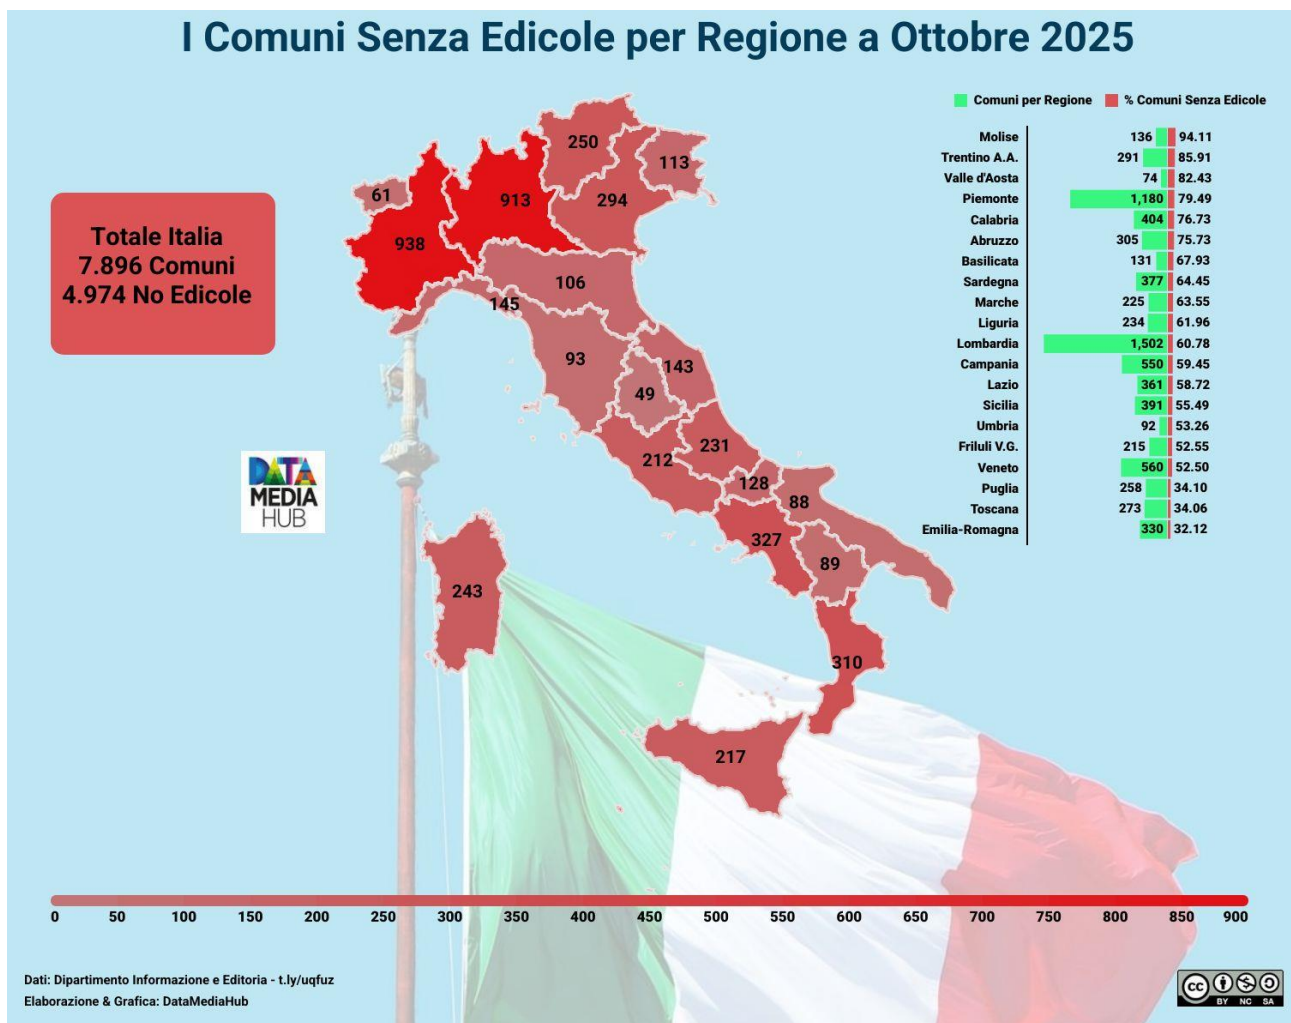 I Comuni Senza Edicole per Regione a Ottobre 2025
Comuni per Regione % Comuni Senza Edicole
Totale Italia
7.896 Comuni
4.974 No Edicole
250
113
61
913
294
938
106
145
93
143
49
231
212
128
88
327
89
243
310
217
Molise 136 94.11
Trentino A.A. 291 85.91
Valle d'Aosta 74 82.43
Piemonte 1,180 79.49
Calabria 404 76.73
Abruzzo 305 75.73
Basilicata 131 67.93
Sardegna 377 64.45
Marche 225 63.55
Liguria 234 61.96
Lombardia 1,502 60.78
Campania 550 59.45
Lazio 361 58.72
Sicilia 391 55.49
Umbria 92 53.26
Friluli V.G. 215 52.55
Veneto 560 52.50
Puglia 258 34.10
Toscana 273 34.06
Emilia-Romagna 330 32.12
DATA
MEDIA
HUB
0 50 100 150 200 250 300 350 400 450 500 550 600 650 700 750 800 850 900
Dati: Dipartimento Informazione e Editoria - t.ly/uqfuz
Elaborazione & Grafica: DataMediaHub
cc
BY NC SA